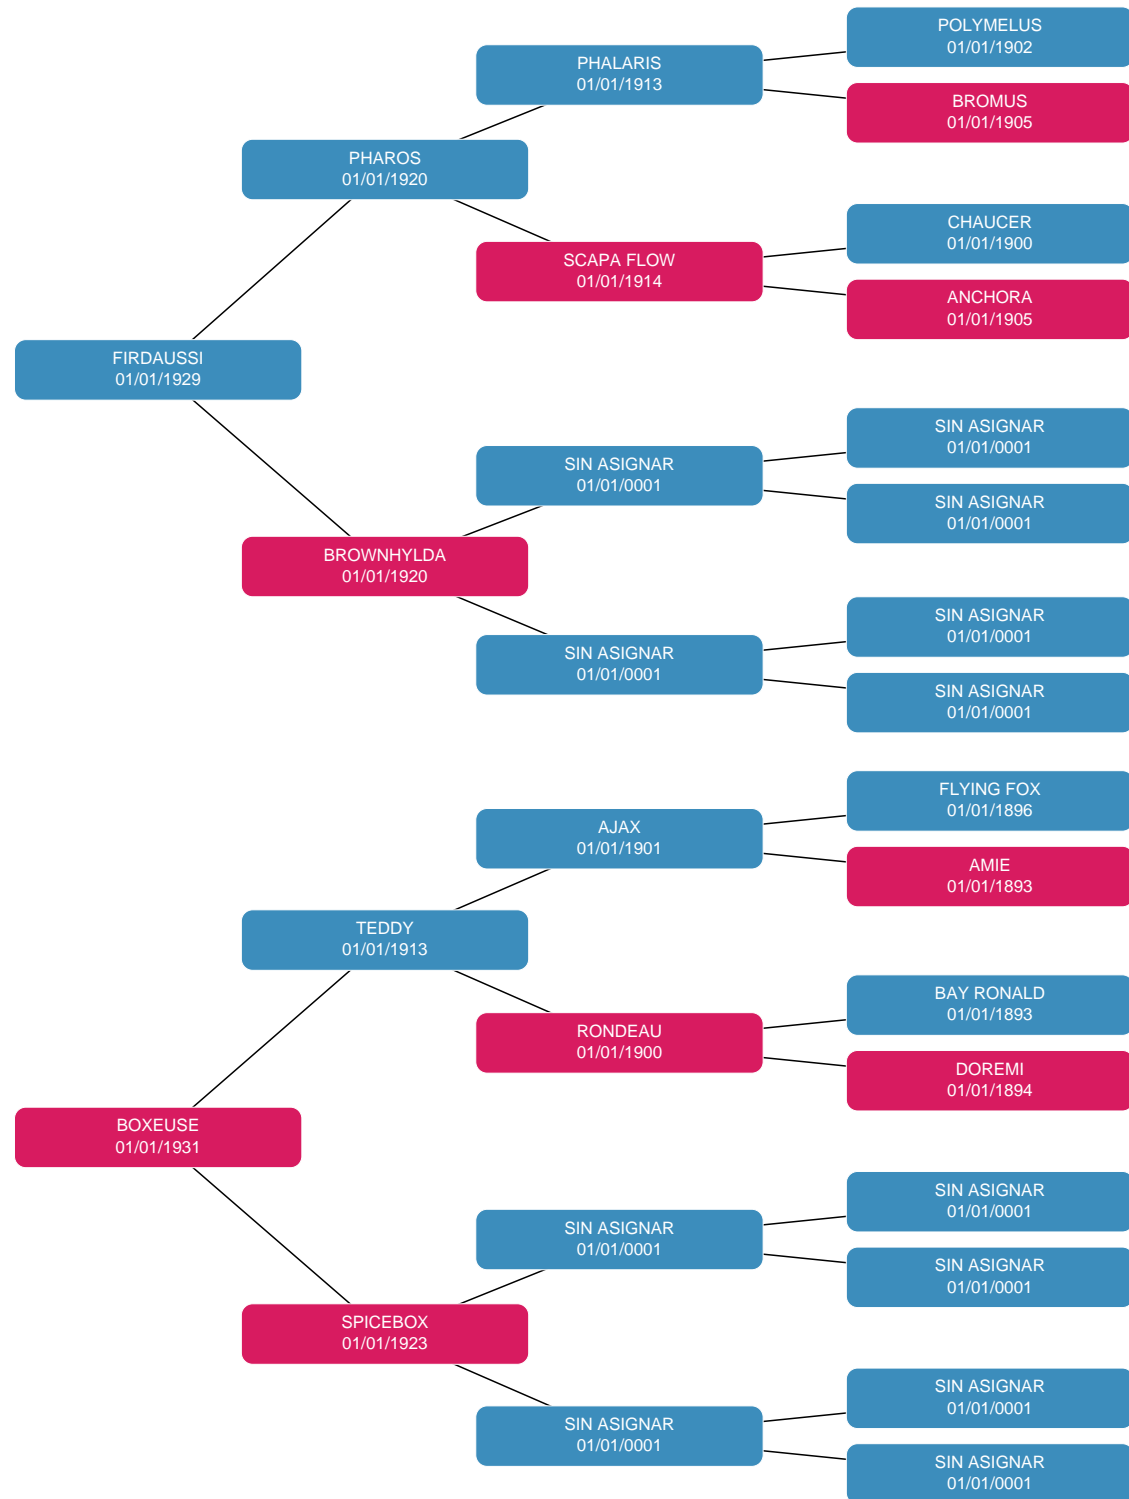 POLYMELUS
01/01/1902
PHALARIS
01/01/1913
BROMUS
01/01/1905
PHAROS
01/01/1920
CHAUCER
01/01/1900
SCAPA FLOW
01/01/1914
ANCHORA
01/01/1905
FIRDAUSSI
01/01/1929
SIN ASIGNAR
01/01/0001
SIN ASIGNAR
01/01/0001
SIN ASIGNAR
01/01/0001
BROWNHYLDA
01/01/1920
SIN ASIGNAR
01/01/0001
SIN ASIGNAR
01/01/0001
SIN ASIGNAR
01/01/0001
FLYING FOX
01/01/1896
AJAX
01/01/1901
AMIE
01/01/1893
TEDDY
01/01/1913
BAY RONALD
01/01/1893
RONDEAU
01/01/1900
DOREMI
01/01/1894
BOXEUSE
01/01/1931
SIN ASIGNAR
01/01/0001
SIN ASIGNAR
01/01/0001
SIN ASIGNAR
01/01/0001
SPICEBOX
01/01/1923
SIN ASIGNAR
01/01/0001
SIN ASIGNAR
01/01/0001
SIN ASIGNAR
01/01/0001